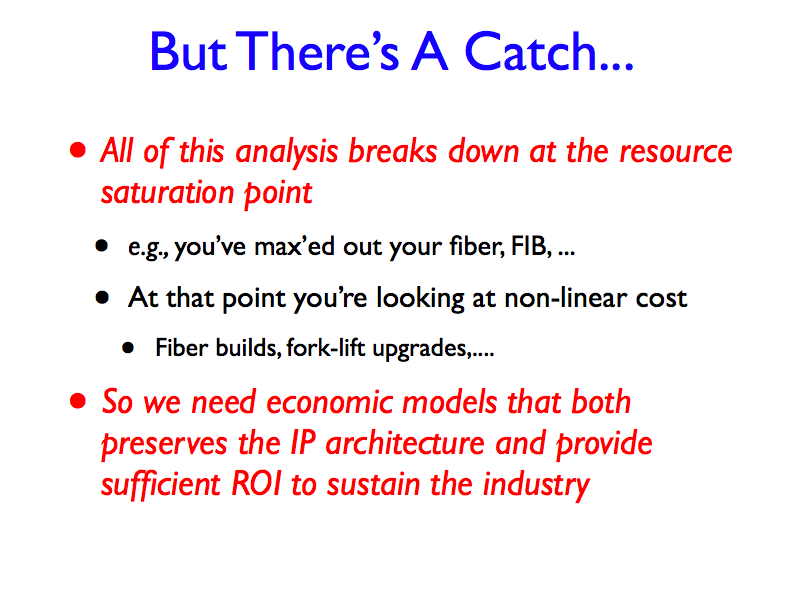 But There’s A Catch...
• All of this analysis breaks down at the resource
saturation point
• e.g., you’ve max’ed out your fiber, FIB, ...
• At that point you’re looking at non-linear cost
• Fiber builds, fork-lift upgrades,....
• So we need economic models that both
preserves the IP architecture and provide
sufficient ROI to sustain the industry